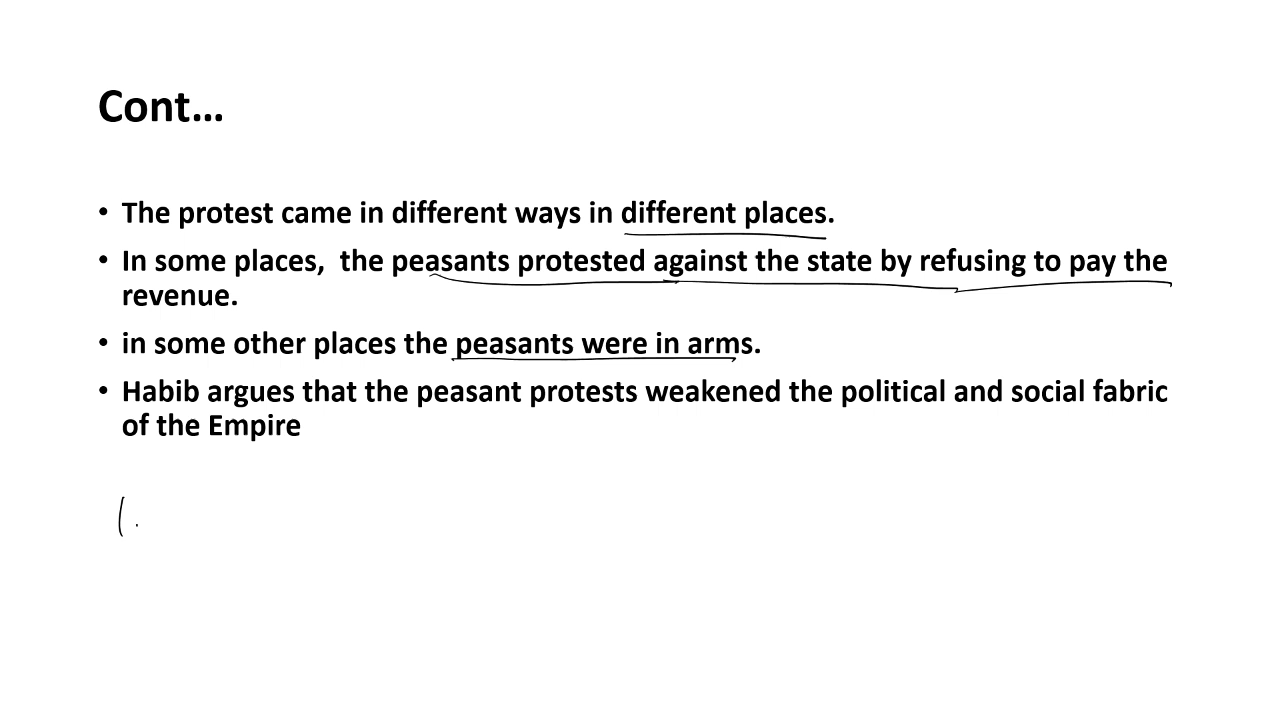 Cont...
• The protest came in different ways in different places.
• In some places,  the peasants protested against the state by refusing to pay the
revenue.
• in some other places the peasants were in arms.
• Habib argues that the peasant protests weakened the political and social fabric
of the Empire